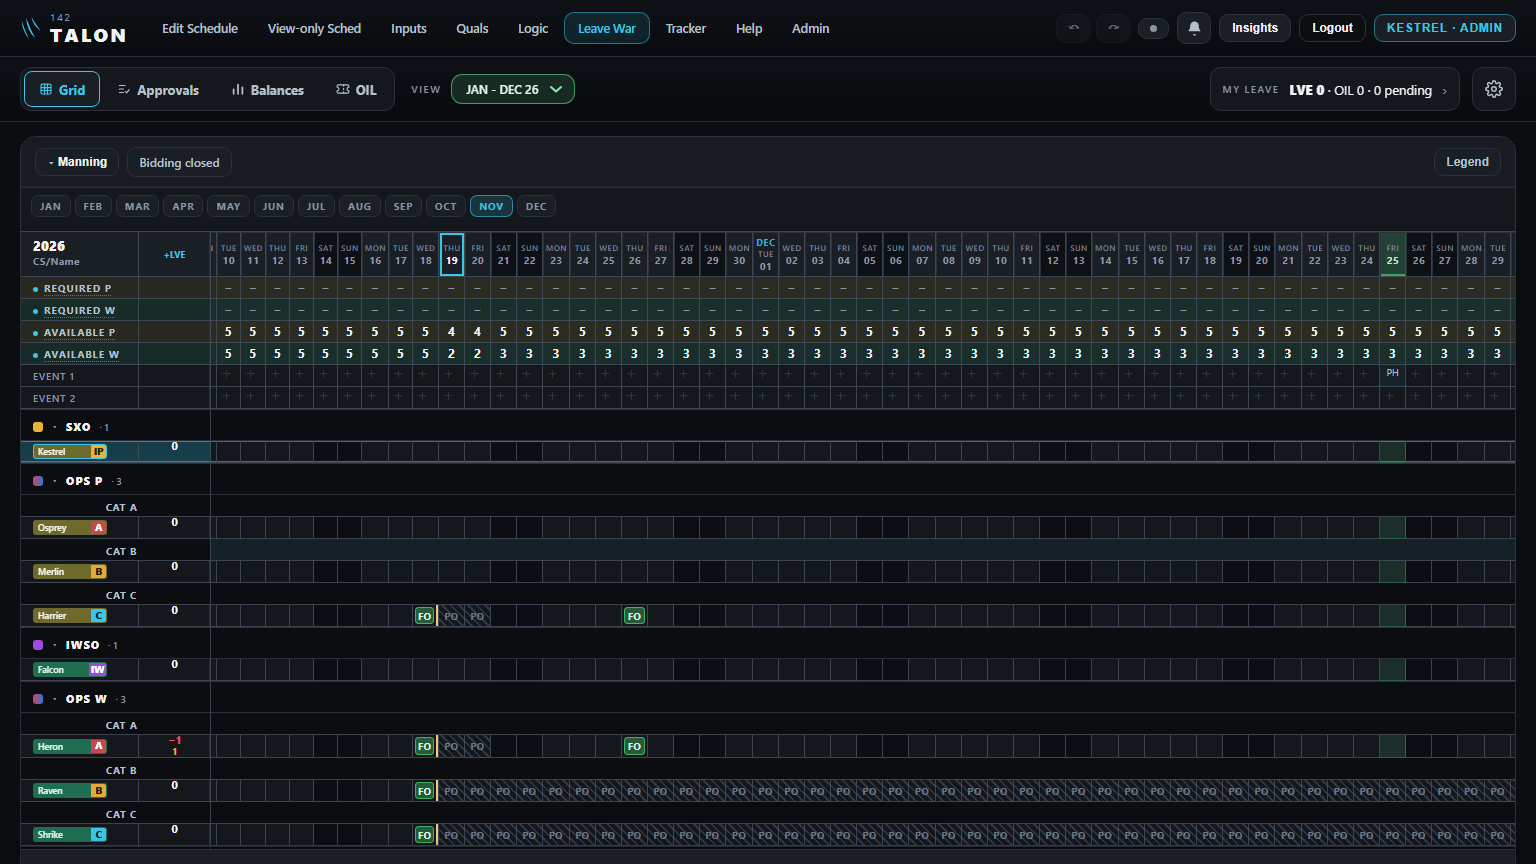 142
TALON
Edit Schedule View-only Sched Inputs Quals Logic Leave War Tracker Help Admin
Insights Logout KESTREL · ADMIN
Grid Approvals Balances OIL VIEW JAN - DEC 26
MY LEAVE LVE 0 · OIL 0 · 0 pending ›
Manning Bidding closed Legend
JAN FEB MAR APR MAY JUN JUL AUG SEP OCT NOV DEC
2026
CS/Name
+LVE
DEC
TUE WED THU FRI SAT SUN MON TUE WED THU FRI SAT SUN MON TUE WED THU FRI SAT SUN MON TUE WED THU FRI SAT SUN MON TUE WED THU FRI SAT SUN MON TUE WED THU FRI SAT SUN MON TUE WED THU FRI SAT SUN MON TUE
10 11 12 13 14 15 16 17 18 19 20 21 22 23 24 25 26 27 28 29 30 01 02 03 04 05 06 07 08 09 10 11 12 13 14 15 16 17 18 19 20 21 22 23 24 25 26 27 28 29
REQUIRED P – – – – – – – – – – – – – – – – – – – – – – – – – – – – – – – – – – – – – – – – – – – – – – – – – –
REQUIRED W – – – – – – – – – – – – – – – – – – – – – – – – – – – – – – – – – – – – – – – – – – – – – – – – – –
AVAILABLE P 5 5 5 5 5 5 5 5 5 4 4 5 5 5 5 5 5 5 5 5 5 5 5 5 5 5 5 5 5 5 5 5 5 5 5 5 5 5 5 5 5 5 5 5 5 5 5 5 5 5
AVAILABLE W 5 5 5 5 5 5 5 5 5 2 2 3 3 3 3 3 3 3 3 3 3 3 3 3 3 3 3 3 3 3 3 3 3 3 3 3 3 3 3 3 3 3 3 3 3 3 3 3 3 3
EVENT 1 + + + + + + + + + + + + + + + + + + + + + + + + + + + + + + + + + + + + + + + + + + + + + PH + + + +
EVENT 2 + + + + + + + + + + + + + + + + + + + + + + + + + + + + + + + + + + + + + + + + + + + + + + + + + +
SXO · 1
Kestrel IP 0
OPS P · 3
CAT A
Osprey A 0
CAT B
Merlin B 0
CAT C
Harrier C 0 FO PO PO FO
IWSO · 1
Falcon IW 0
OPS W · 3
CAT A
Heron A −1 FO PO PO FO
1
CAT B
Raven B 0 FO PO PO PO PO PO PO PO PO PO PO PO PO PO PO PO PO PO PO PO PO PO PO PO PO PO PO PO PO PO PO PO PO PO PO PO PO PO PO PO PO PO
CAT C
Shrike C 0 FO PO PO PO PO PO PO PO PO PO PO PO PO PO PO PO PO PO PO PO PO PO PO PO PO PO PO PO PO PO PO PO PO PO PO PO PO PO PO PO PO PO